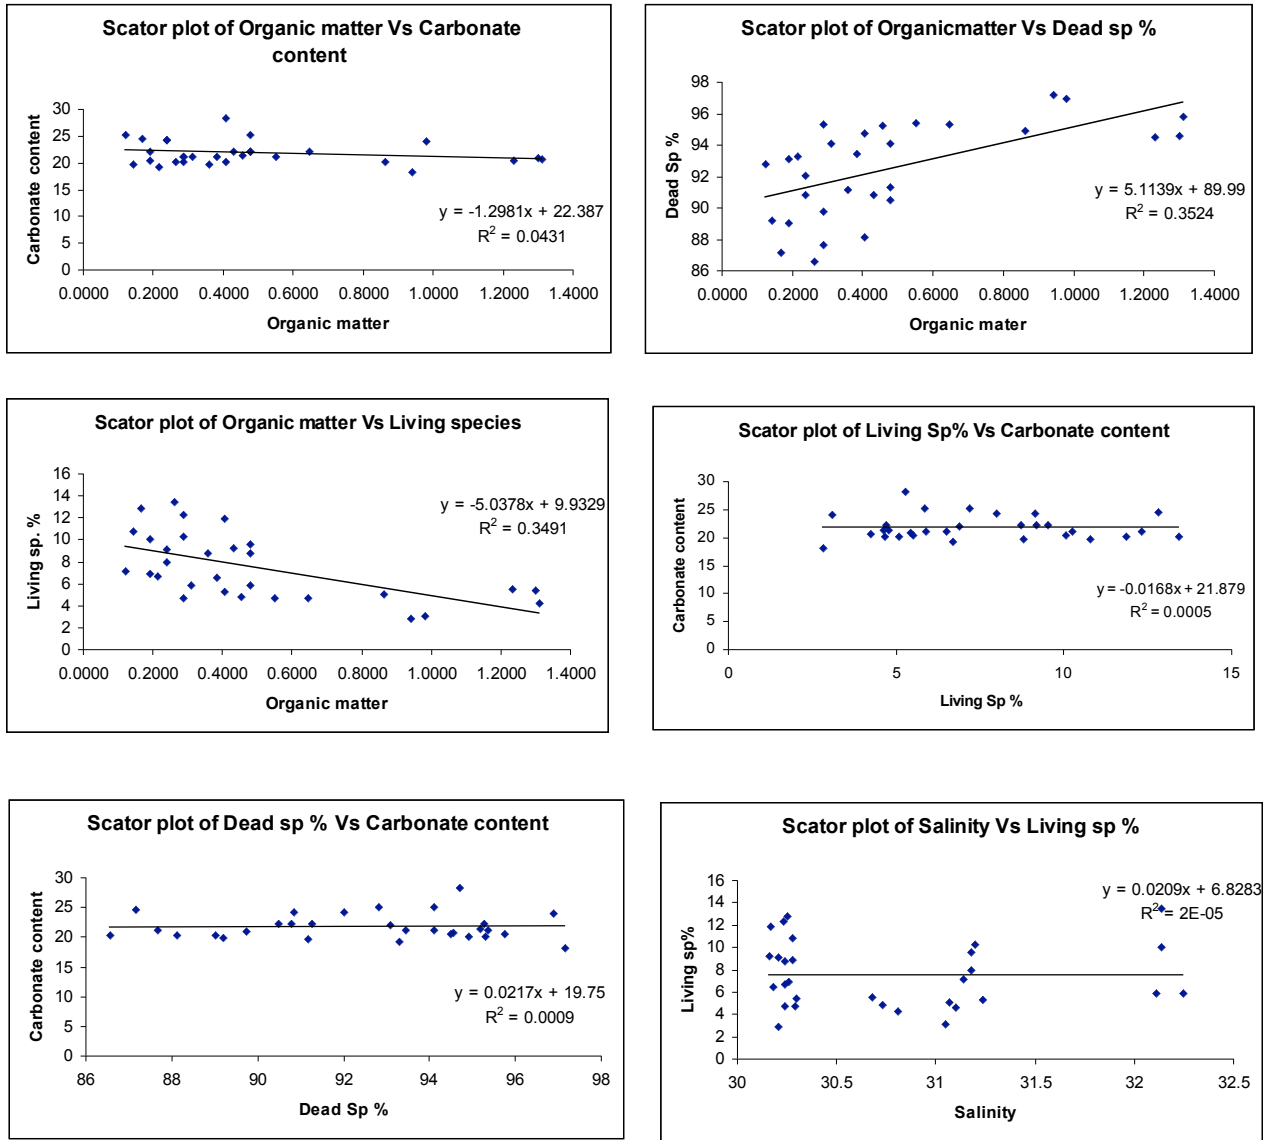 Scator plot of Organic matter Vs Carbonate
content
30
25
20
15
10
5
0
Carbonate content
0.0000 0.2000 0.4000 0.6000 0.8000 1.0000 1.2000 1.4000
Organic matter
y = -1.2981x + 22.387
R² = 0.0431
Scator plot of Organicmatter Vs Dead sp %
98
96
94
92
90
88
86
Dead Sp %
0.0000 0.2000 0.4000 0.6000 0.8000 1.0000 1.2000 1.4000
Organic mater
y = 5.1139x + 89.99
R² = 0.3524
Scator plot of Organic matter Vs Living species
16
14
12
10
8
6
4
2
0
Living sp. %
0.0000 0.2000 0.4000 0.6000 0.8000 1.0000 1.2000 1.4000
Organic matter
y = -5.0378x + 9.9329
R² = 0.3491
Scator plot of Living Sp% Vs Carbonate content
30
25
20
15
10
5
0
Carbonate content
0 5 10 15
Living Sp %
y = -0.0168x + 21.879
R² = 0.0005
Scator plot of Dead sp % Vs Carbonate content
30
25
20
15
10
5
0
Carbonate content
86 88 90 92 94 96 98
Dead Sp %
y = 0.0217x + 19.75
R² = 0.0009
Scator plot of Salinity Vs Living sp %
16
14
12
10
8
6
4
2
0
Living sp%
30 30.5 31 31.5 32 32.5
Salinity
y = 0.0209x + 6.8283
R² = 2E-05